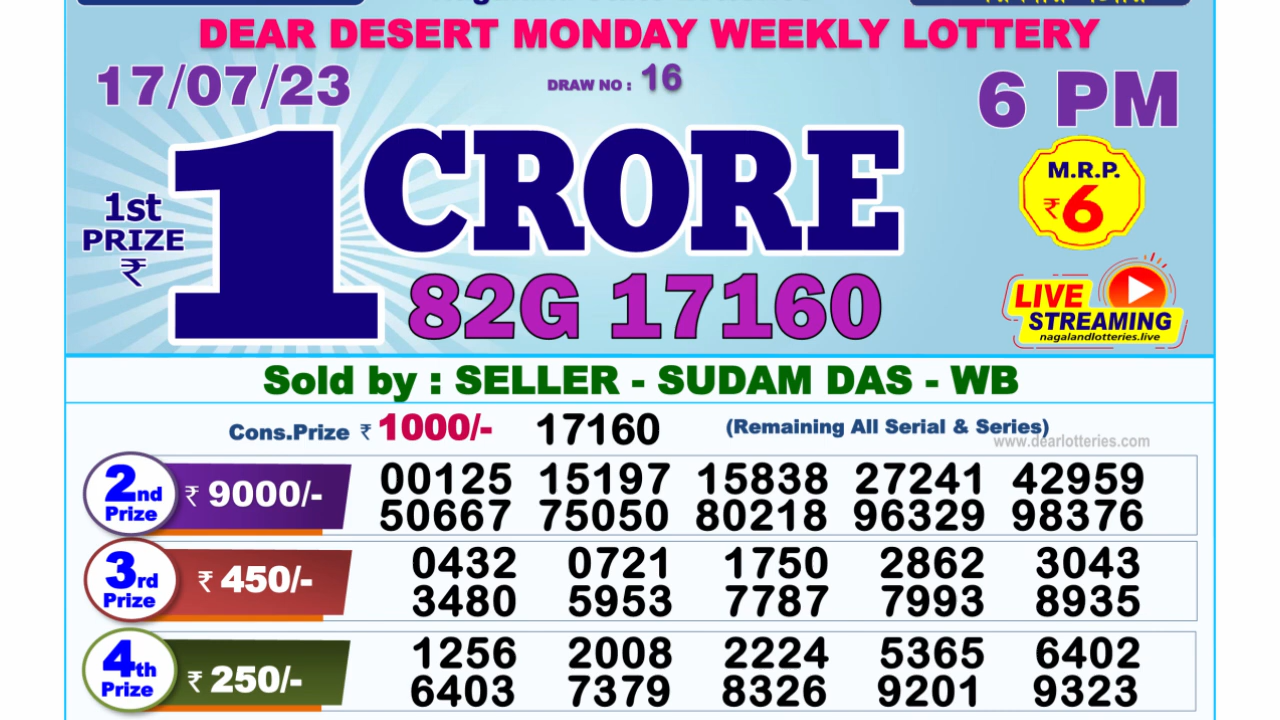 DEAR DESERT MONDAY WEEKLY LOTTERY
17/07/23
DRAW NO : 16
6 PM
1st
PRIZE
₹
1 CRORE
82G 17160
M.R.P.
₹6
LIVE
STREAMING
nagalandlotteries.live
Sold by : SELLER - SUDAM DAS - WB
Cons.Prize ₹ 1000/- 17160 (Remaining All Serial & Series)
www.dearlotteries.com
2nd Prize ₹ 9000/-
00125 15197 15838 27241 42959
50667 75050 80218 96329 98376
3rd Prize ₹ 450/-
0432 0721 1750 2862 3043
3480 5953 7787 7993 8935
4th Prize ₹ 250/-
1256 2008 2224 5365 6402
6403 7379 8326 9201 9323